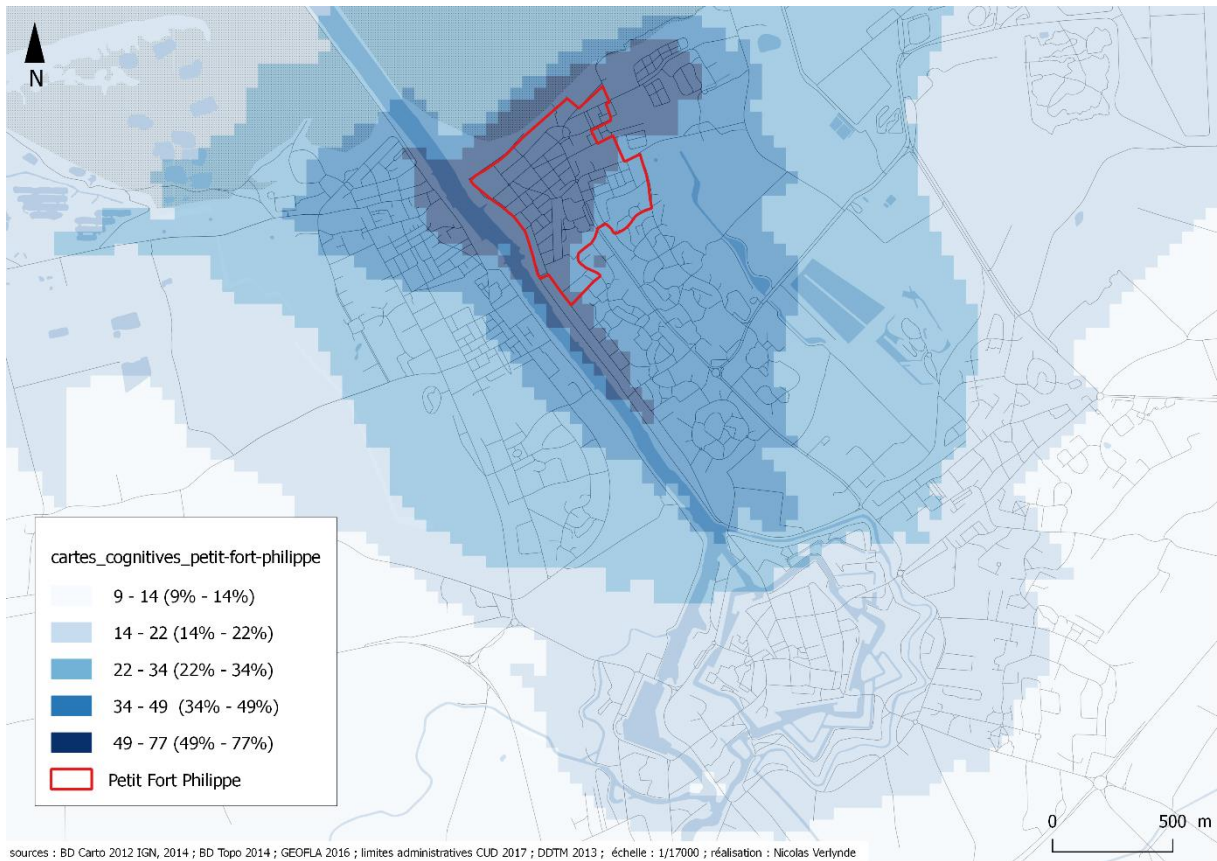 N
cartes_cognitives_petit-fort-philippe
9 - 14 (9% - 14%)
14 - 22 (14% - 22%)
22 - 34 (22% - 34%)
34 - 49 (34% - 49%)
49 - 77 (49% - 77%)
Petit Fort Philippe
0 500 m
sources : BD Carto 2012 IGN, 2014 ; BD Topo 2014 ; GEOFLA 2016 ; limites administratives CUD 2017 ; DDTM 2013 ; échelle : 1/17000 ; réalisation : Nicolas Verlynde